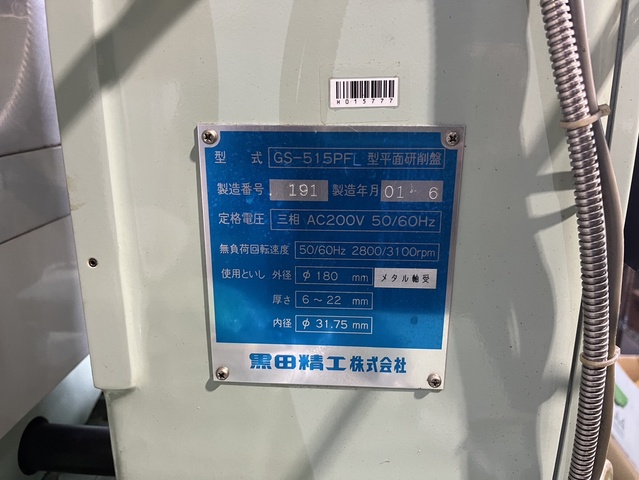 H015777
型 式 GS-515PFL 型平面研削盤
製造番号 191 製造年月 01 6
定格電圧 三相 AC200V 50/60Hz
無負荷回転速度 50/60Hz 2800/3100rpm
使用といし 外径 φ180 mm メタル軸受
厚さ 6～22 mm
内径 φ31.75 mm
黒田精工株式会社